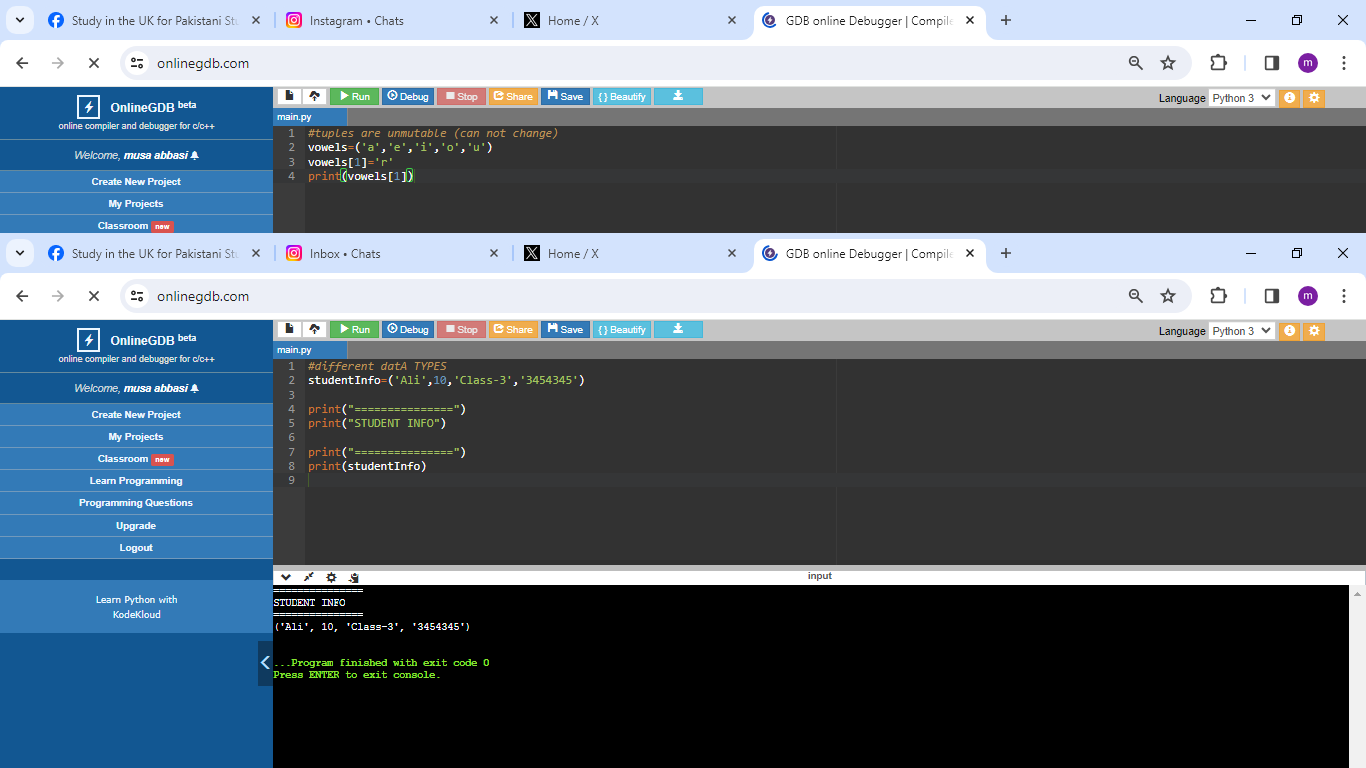 Study in the UK for Pakistani Stu
Instagram • Chats
Home / X
GDB online Debugger | Compile
onlinegdb.com
m
OnlineGDB beta
online compiler and debugger for c/c++
Welcome, musa abbasi
Create New Project
My Projects
Classroom new
Run Debug Stop Share Save { } Beautify
Language Python 3
main.py
1 #tuples are unmutable (can not change)
2 vowels=('a','e','i','o','u')
3 vowels[1]='r'
4 print(vowels[1])
Study in the UK for Pakistani Stu
Inbox • Chats
Home / X
GDB online Debugger | Compile
onlinegdb.com
m
OnlineGDB beta
online compiler and debugger for c/c++
Welcome, musa abbasi
Create New Project
My Projects
Classroom new
Learn Programming
Programming Questions
Upgrade
Logout
Learn Python with
KodeKloud
Run Debug Stop Share Save { } Beautify
Language Python 3
main.py
1 #different datA TYPES
2 studentInfo=('Ali',10,'Class-3','3454345')
3
4 print("===============")
5 print("STUDENT INFO")
6
7 print("===============")
8 print(studentInfo)
9
input
===============
STUDENT INFO
===============
('Ali', 10, 'Class-3', '3454345')
...Program finished with exit code 0
Press ENTER to exit console.